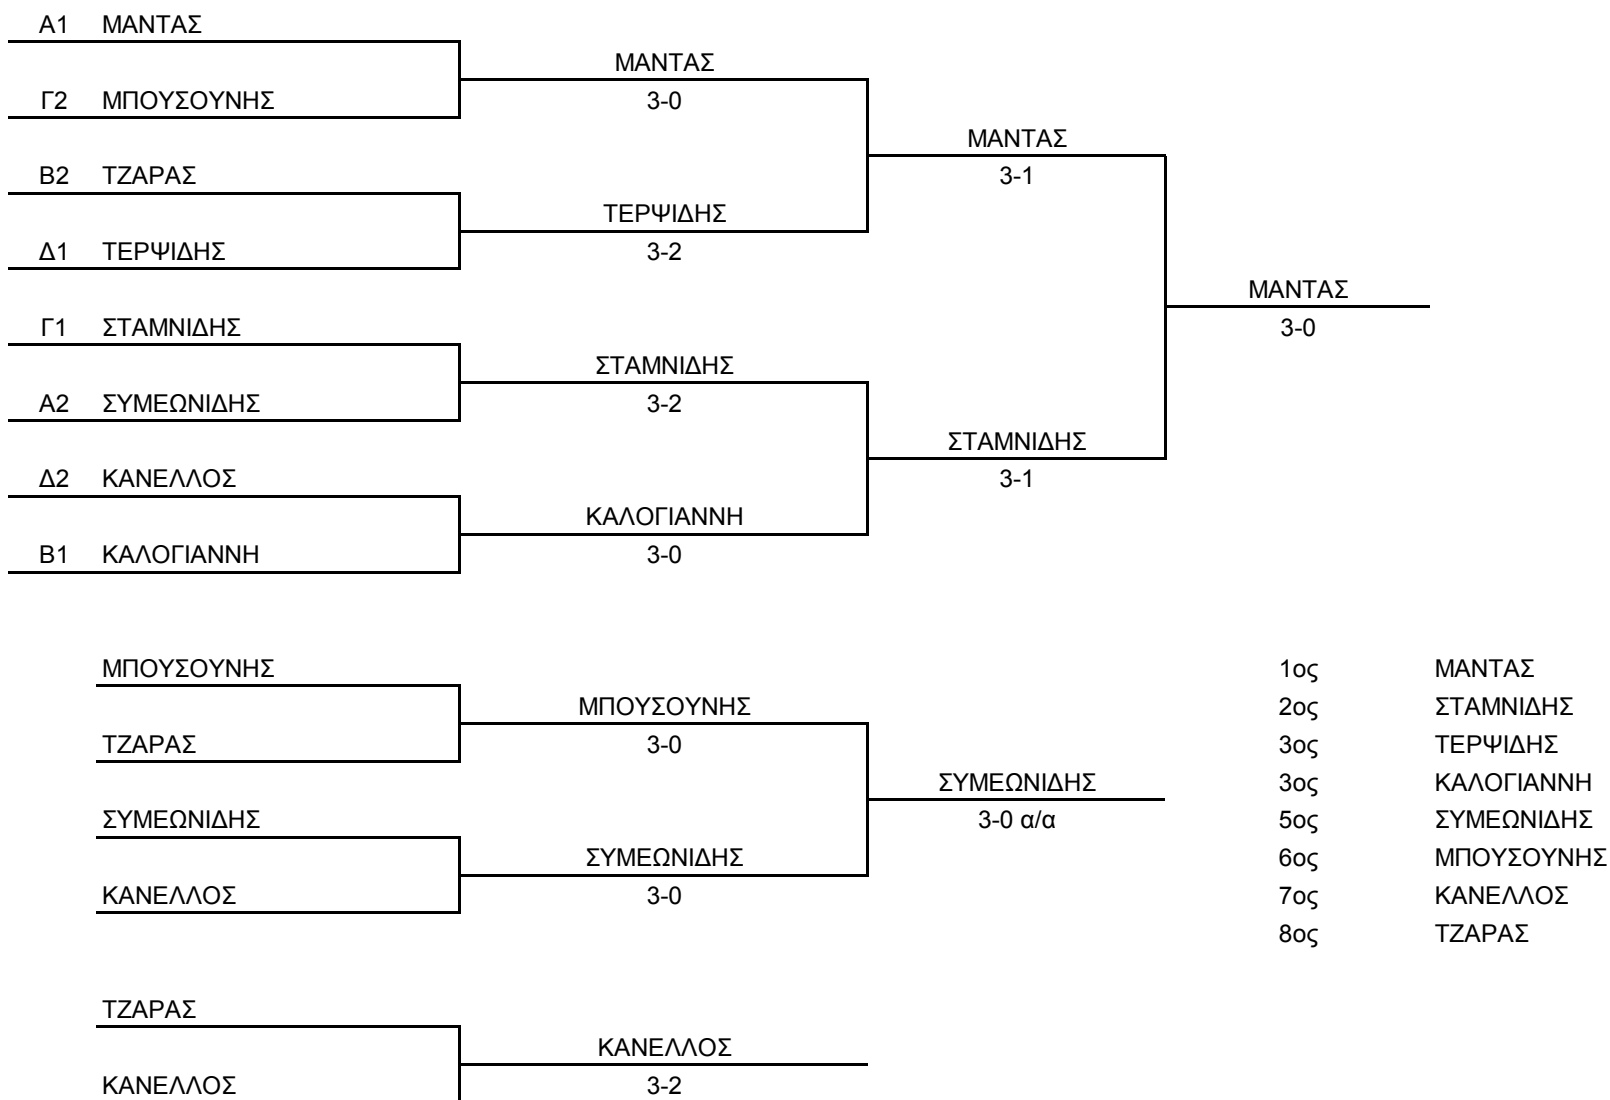 Α1 ΜΑΝΤΑΣ
ΜΑΝΤΑΣ
Γ2 ΜΠΟΥΣΟΥΝΗΣ 3-0
ΜΑΝΤΑΣ
Β2 ΤΖΑΡΑΣ 3-1
ΤΕΡΨΙΔΗΣ
Δ1 ΤΕΡΨΙΔΗΣ 3-2
ΜΑΝΤΑΣ
Γ1 ΣΤΑΜΝΙΔΗΣ 3-0
ΣΤΑΜΝΙΔΗΣ
Α2 ΣΥΜΕΩΝΙΔΗΣ 3-2
ΣΤΑΜΝΙΔΗΣ
Δ2 ΚΑΝΕΛΛΟΣ 3-1
ΚΑΛΟΓΙΑΝΝΗ
Β1 ΚΑΛΟΓΙΑΝΝΗ 3-0
ΜΠΟΥΣΟΥΝΗΣ 1ος ΜΑΝΤΑΣ
ΜΠΟΥΣΟΥΝΗΣ 2ος ΣΤΑΜΝΙΔΗΣ
ΤΖΑΡΑΣ 3-0 3ος ΤΕΡΨΙΔΗΣ
ΣΥΜΕΩΝΙΔΗΣ 3ος ΚΑΛΟΓΙΑΝΝΗ
ΣΥΜΕΩΝΙΔΗΣ 3-0 α/α 5ος ΣΥΜΕΩΝΙΔΗΣ
ΣΥΜΕΩΝΙΔΗΣ 6ος ΜΠΟΥΣΟΥΝΗΣ
ΚΑΝΕΛΛΟΣ 3-0 7ος ΚΑΝΕΛΛΟΣ
8ος ΤΖΑΡΑΣ
ΤΖΑΡΑΣ
ΚΑΝΕΛΛΟΣ
ΚΑΝΕΛΛΟΣ 3-2